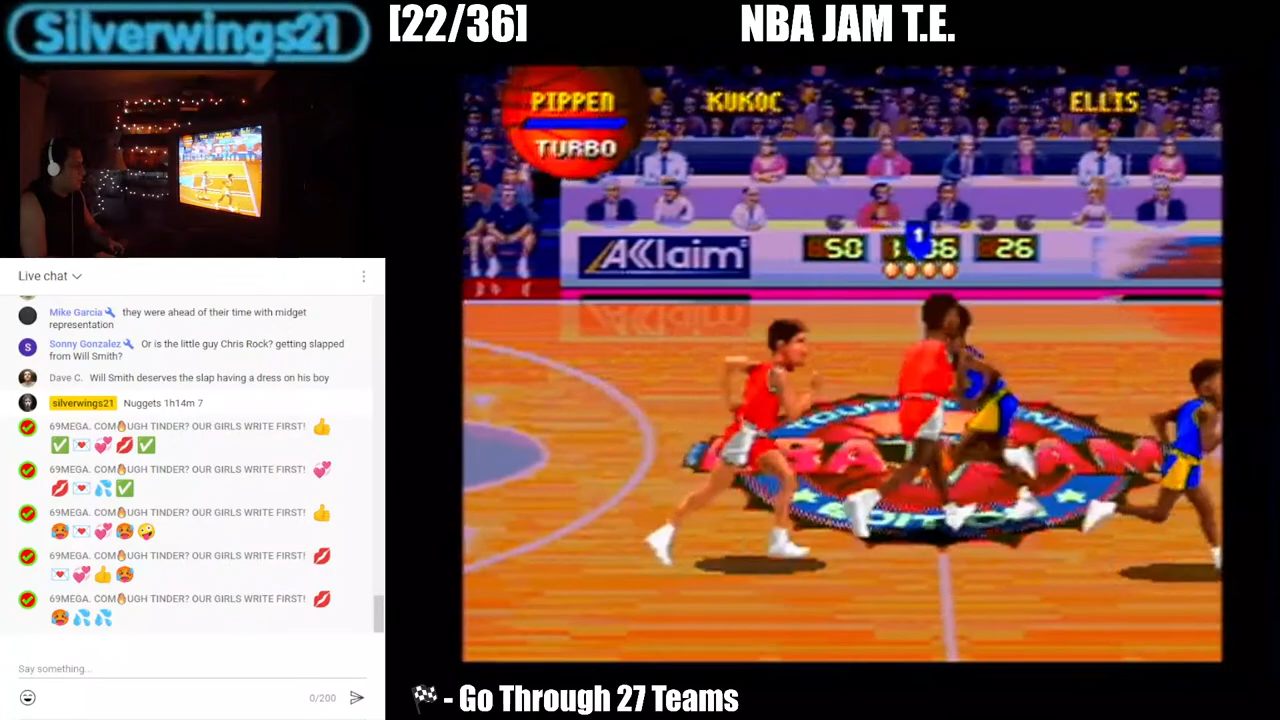 Silverwings21
[22/36]
NBA JAM T.E.
PIPPEN
KUKOC
ELLIS
TURBO
1
AKclaim
50
26
TOURNAMENT
EDITION
Live chat
Mike Garcia they were ahead of their time with midget
representation
Sonny Gonzalez Or is the little guy Chris Rock? getting slapped
from Will Smith?
Dave C. Will Smith deserves the slap having a dress on his boy
silverwings21 Nuggets 1h14m 7
69MEGA. COM🔥UGH TINDER? OUR GIRLS WRITE FIRST! 👍
✅ 💌 💞 💋 ✅
69MEGA. COM🔥UGH TINDER? OUR GIRLS WRITE FIRST! 💞
💋 💌 💦 ✅
69MEGA. COM🔥UGH TINDER? OUR GIRLS WRITE FIRST! 👍
🥵 💌 💞 🥵 🤪
69MEGA. COM🔥UGH TINDER? OUR GIRLS WRITE FIRST! 💋
💌 💞 👍 🥵
69MEGA. COM🔥UGH TINDER? OUR GIRLS WRITE FIRST! 💋
🥵 💦 💦
Say something...
0/200
🏁 - Go Through 27 Teams